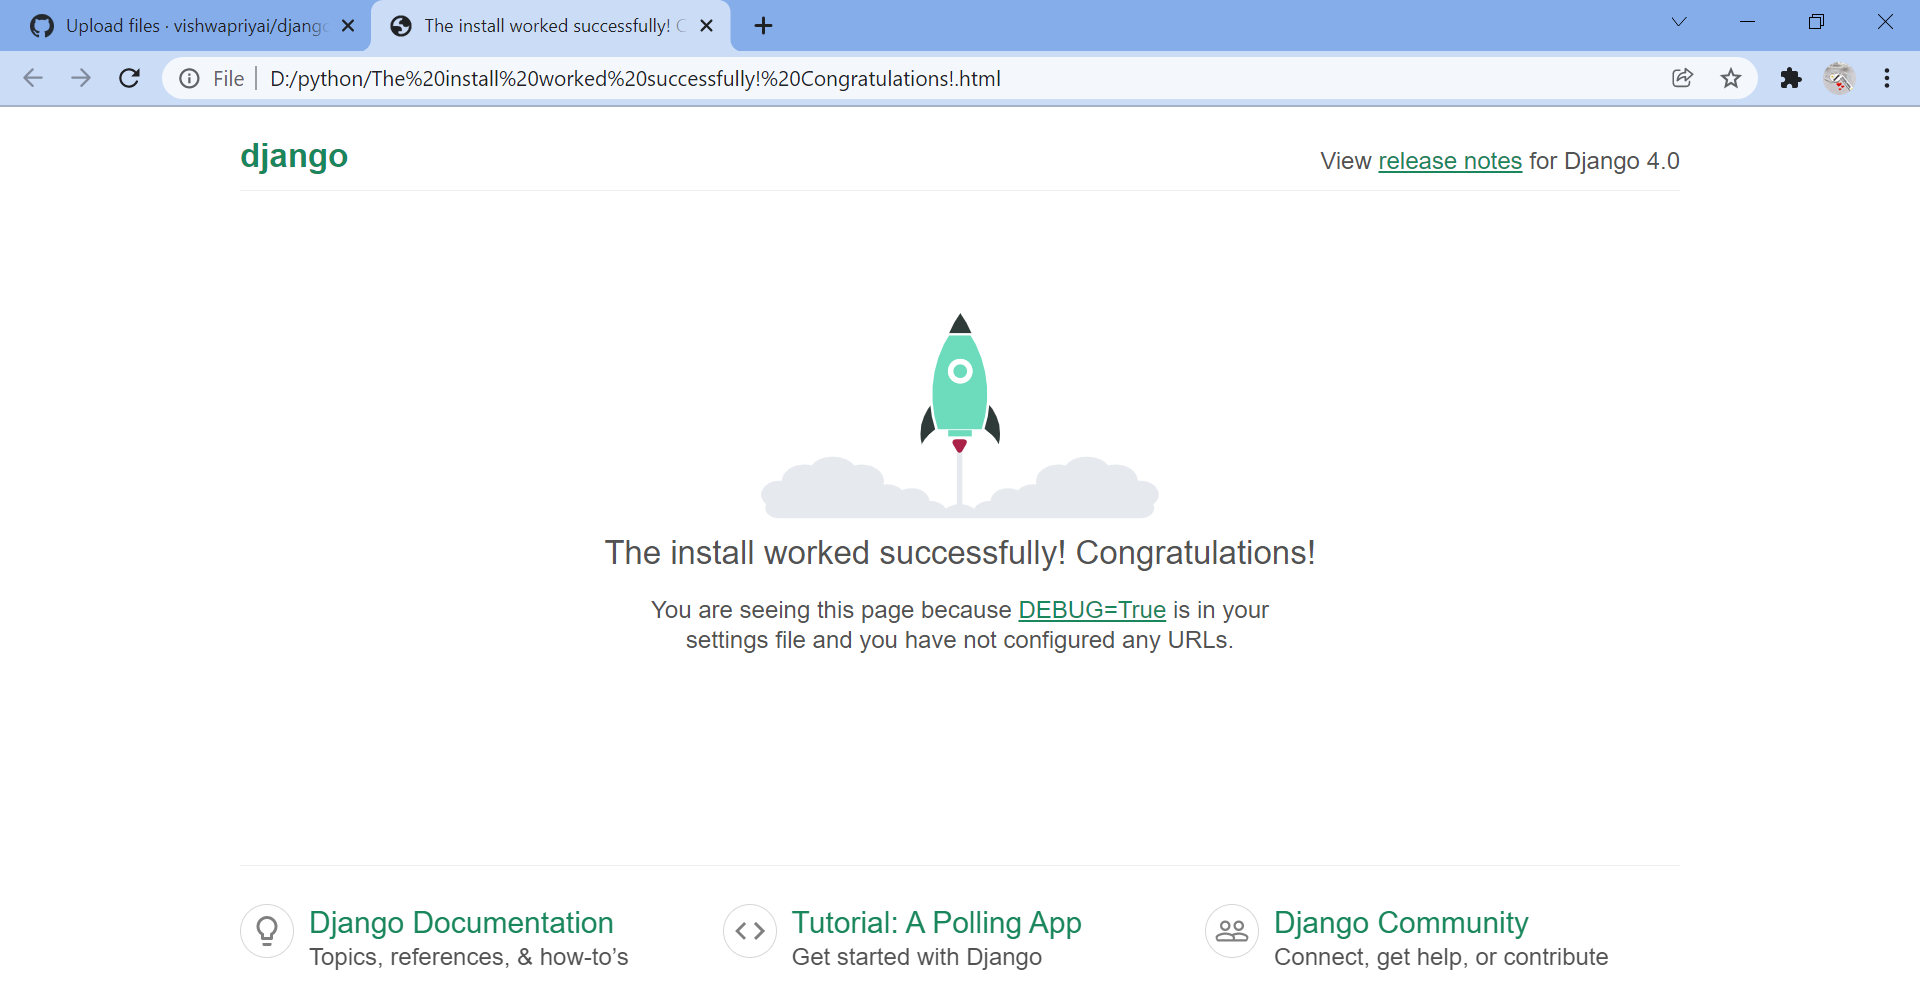 Upload files · vishwapriyai/djang
The install worked successfully! C
File
D:/python/The%20install%20worked%20successfully!%20Congratulations!.html
django
View release notes for Django 4.0
The install worked successfully! Congratulations!
You are seeing this page because DEBUG=True is in your
settings file and you have not configured any URLs.
Django Documentation
Topics, references, & how-to’s
Tutorial: A Polling App
Get started with Django
Django Community
Connect, get help, or contribute